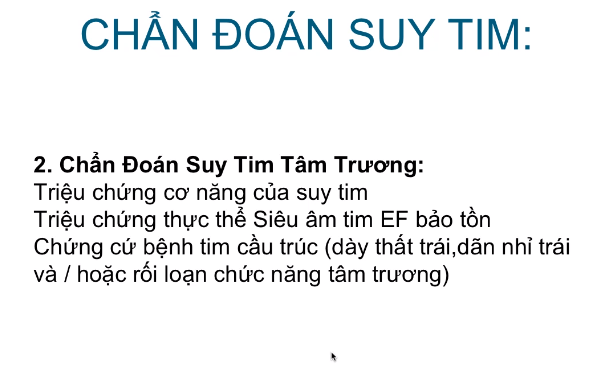 CHẨN ĐOÁN SUY TIM:
2. Chẩn Đoán Suy Tim Tâm Trương:
Triệu chứng cơ năng của suy tim
Triệu chứng thực thể Siêu âm tim EF bảo tồn
Chứng cứ bệnh tim cầu trúc (dày thất trái,dãn nhỉ trái
và / hoặc rối loạn chức năng tâm trương)